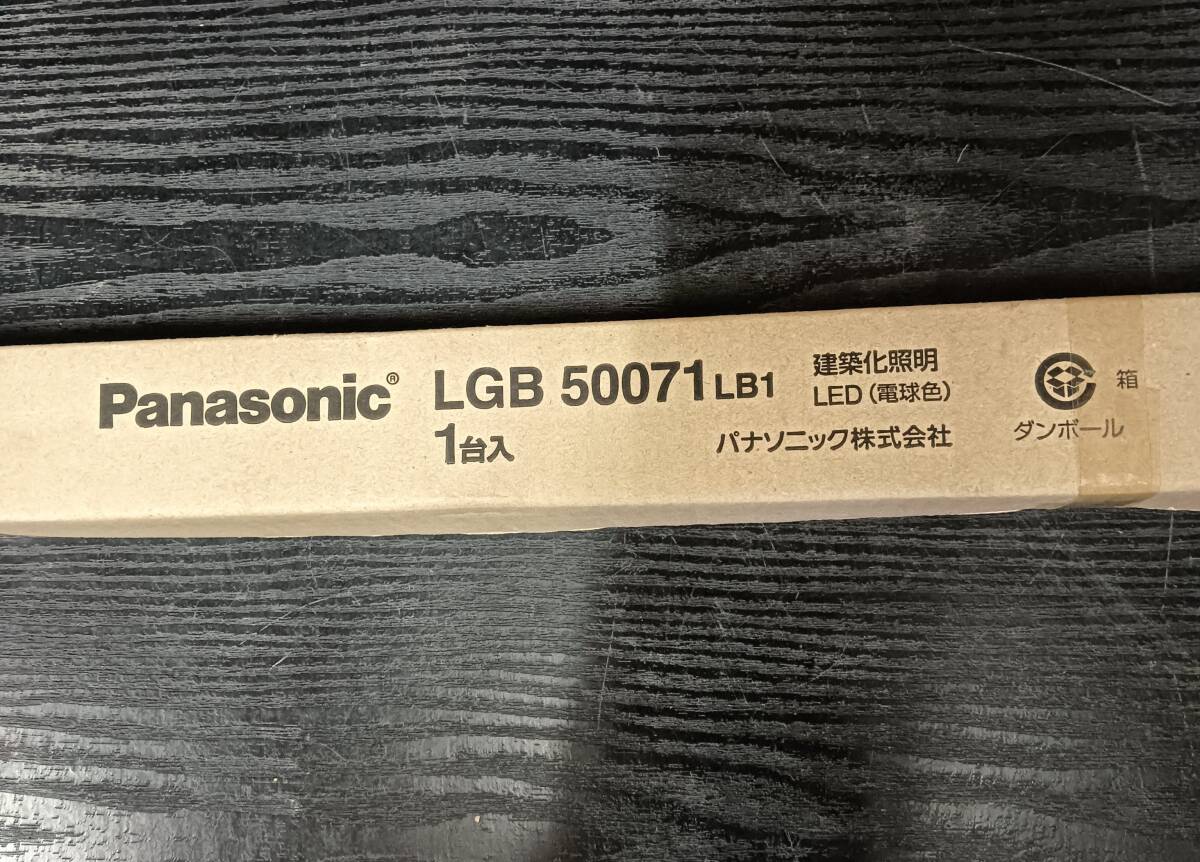 Panasonic® LGB 50071 LB1
1台入
建築化照明
LED（電球色）
パナソニック株式会社
箱
ダンボール